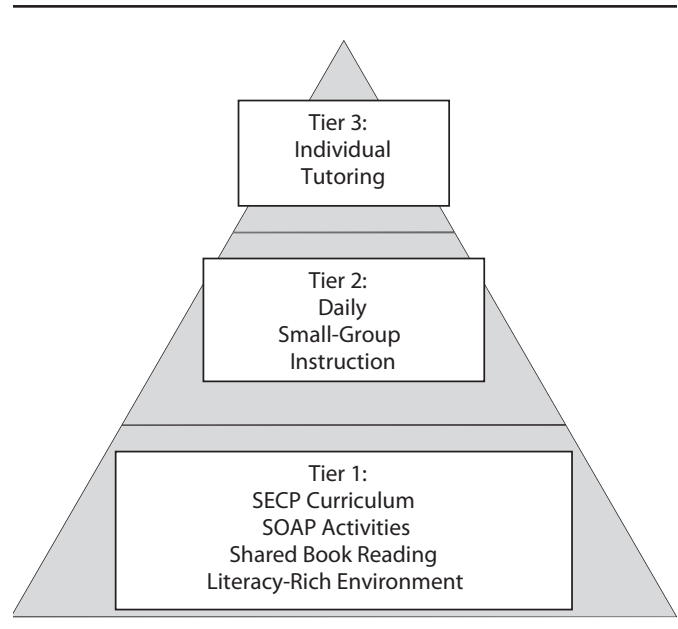 Tier 3:
Individual
Tutoring
Tier 2:
Daily
Small-Group
Instruction
Tier 1:
SECP Curriculum
SOAP Activities
Shared Book Reading
Literacy-Rich Environment